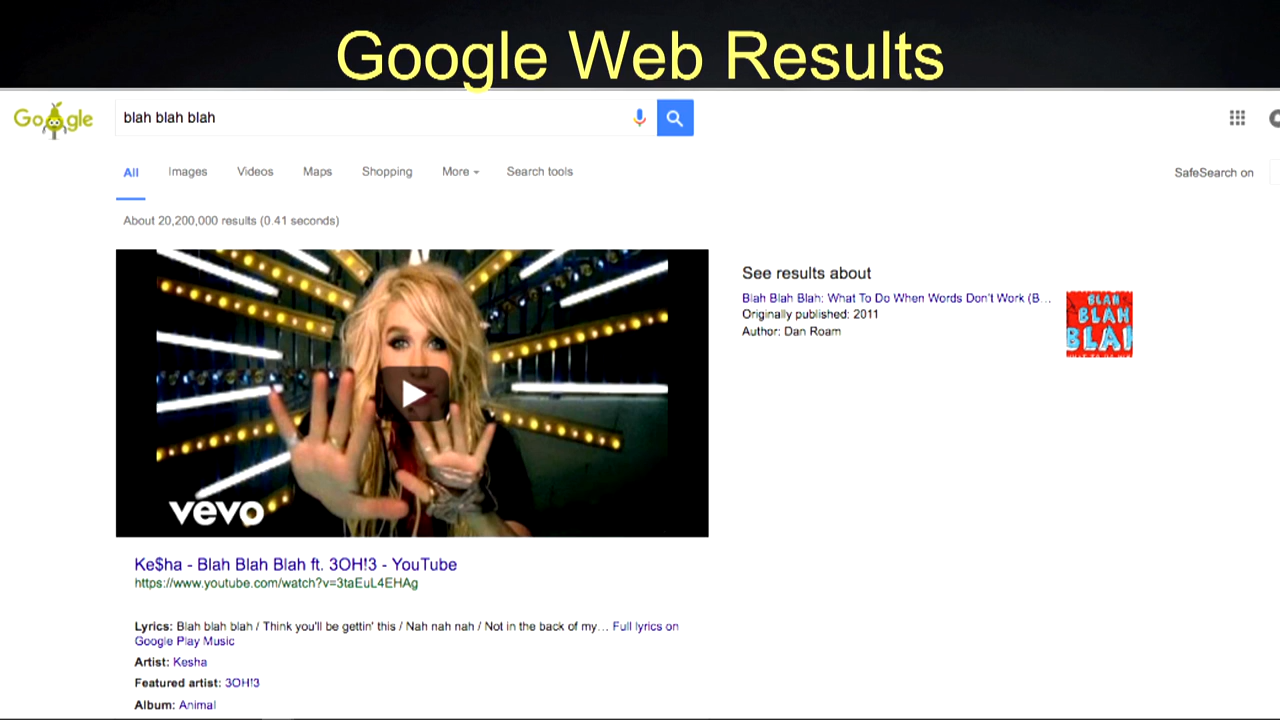 Google Web Results
Google
blah blah blah
All Images Videos Maps Shopping More Search tools SafeSearch on
About 20,200,000 results (0.41 seconds)
vevo
See results about
Blah Blah Blah: What To Do When Words Don't Work (B...
Originally published: 2011
Author: Dan Roam
BLAH
BLAH
BLAH
Ke$ha - Blah Blah Blah ft. 3OH!3 - YouTube
https://www.youtube.com/watch?v=3taEuL4EHAg
Lyrics: Blah blah blah / Think you'll be gettin' this / Nah nah nah / Not in the back of my... Full lyrics on
Google Play Music
Artist: Kesha
Featured artist: 3OH!3
Album: Animal